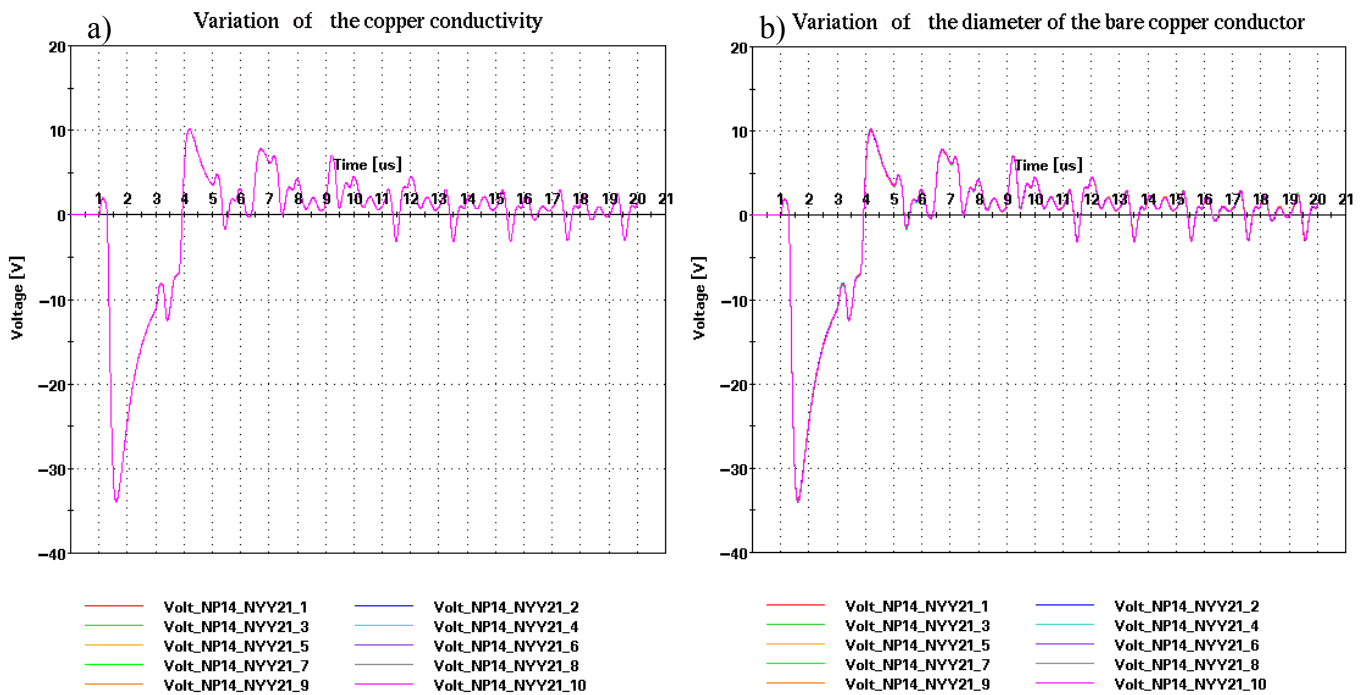 a) Variation of the copper conductivity
20
10
0
−10
−20
−30
−40
Voltage [V]
Time [us]
1 2 3 4 5 6 7 8 9 10 11 12 13 14 15 16 17 18 19 20 21
Volt_NP14_NYY21_1 Volt_NP14_NYY21_2
Volt_NP14_NYY21_3 Volt_NP14_NYY21_4
Volt_NP14_NYY21_5 Volt_NP14_NYY21_6
Volt_NP14_NYY21_7 Volt_NP14_NYY21_8
Volt_NP14_NYY21_9 Volt_NP14_NYY21_10
b) Variation of the diameter of the bare copper conductor
20
10
0
−10
−20
−30
−40
Voltage [V]
Time [us]
1 2 3 4 5 6 7 8 9 10 11 12 13 14 15 16 17 18 19 20 21
Volt_NP14_NYY21_1 Volt_NP14_NYY21_2
Volt_NP14_NYY21_3 Volt_NP14_NYY21_4
Volt_NP14_NYY21_5 Volt_NP14_NYY21_6
Volt_NP14_NYY21_7 Volt_NP14_NYY21_8
Volt_NP14_NYY21_9 Volt_NP14_NYY21_10